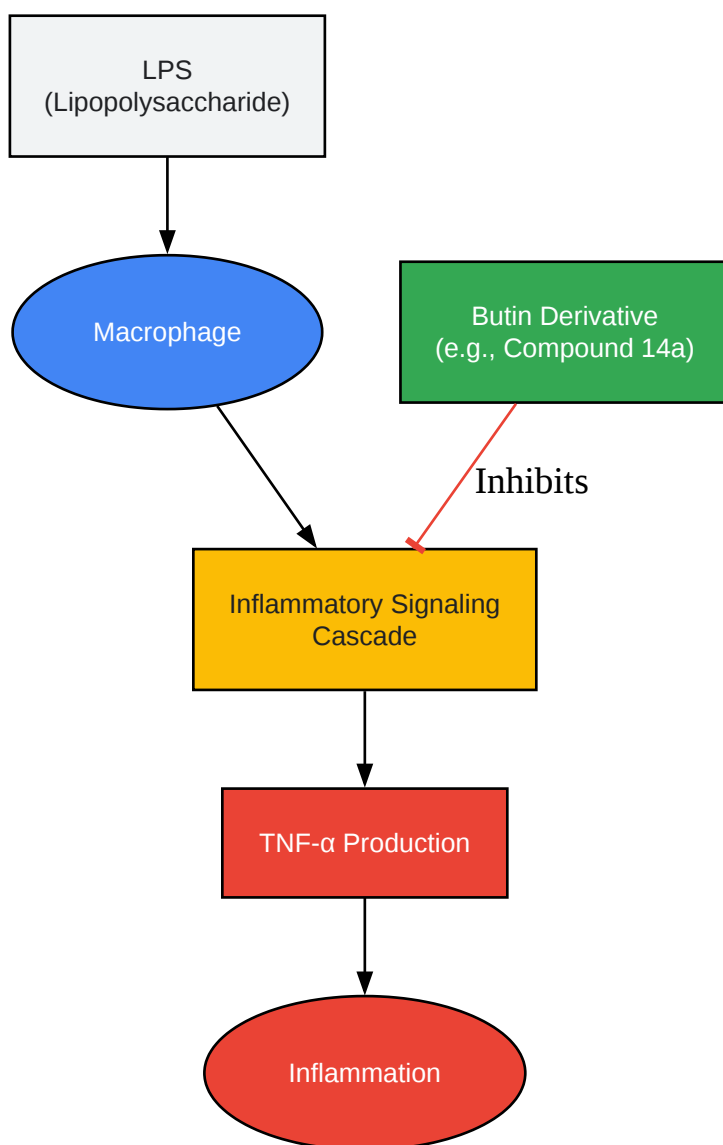 LPS
(Lipopolysaccharide)
Macrophage
Butin Derivative
(e.g., Compound 14a)
Inhibits
Inflammatory Signaling
Cascade
TNF-α Production
Inflammation